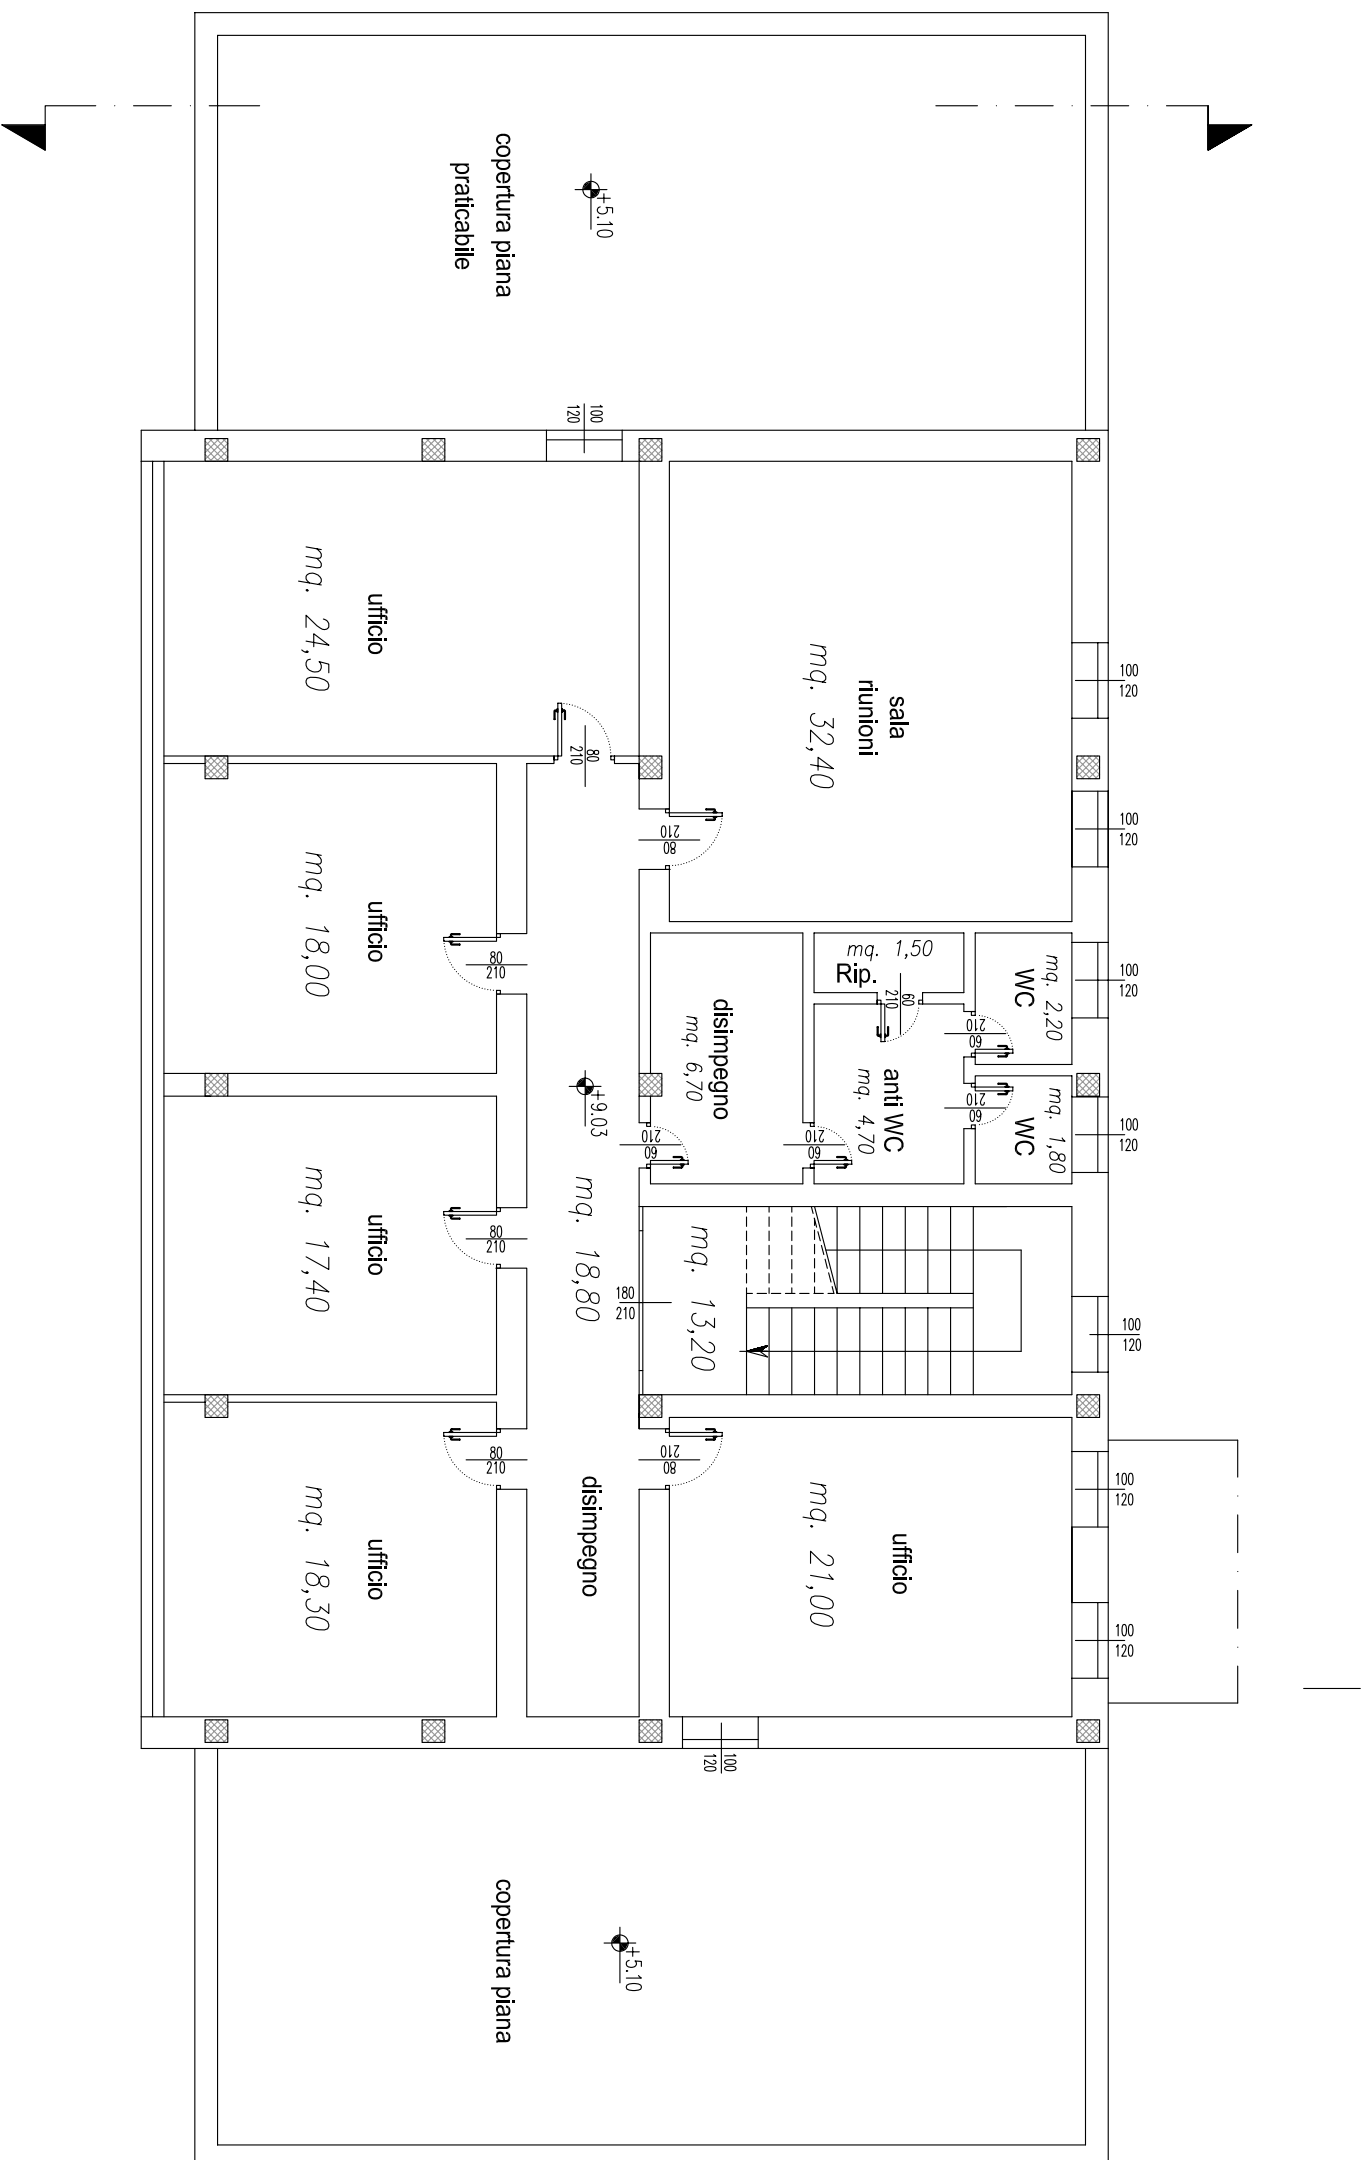 copertura piana
praticabile
+5.10
100
120
ufficio
mq. 24,50
sala
riunioni
mq. 32,40
100
120
100
120
80
210
80
210
ufficio
mq. 18,00
80
210
mq. 1,50
Rip.
60
210
WC
mq. 2,20
100
120
60
210
WC
mq. 1,80
100
120
60
210
anti WC
mq. 4,70
60
210
disimpegno
mq. 6,70
60
210
+9.03
mq. 18,80
disimpegno
ufficio
mq. 17,40
80
210
mq. 13,20
180
210
100
120
ufficio
mq. 18,30
80
210
80
210
ufficio
mq. 21,00
100
120
100
120
100
120
+5.10
copertura piana